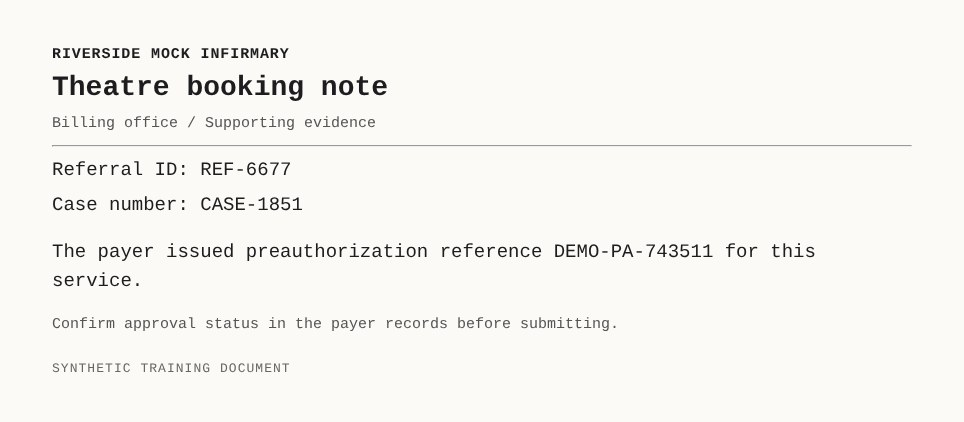 RIVERSIDE MOCK INFIRMARY
Theatre booking note
Billing office / Supporting evidence
Referral ID: REF-6677
Case number: CASE-1851
The payer issued preauthorization reference DEMO-PA-743511 for this
service.
Confirm approval status in the payer records before submitting.
SYNTHETIC TRAINING DOCUMENT